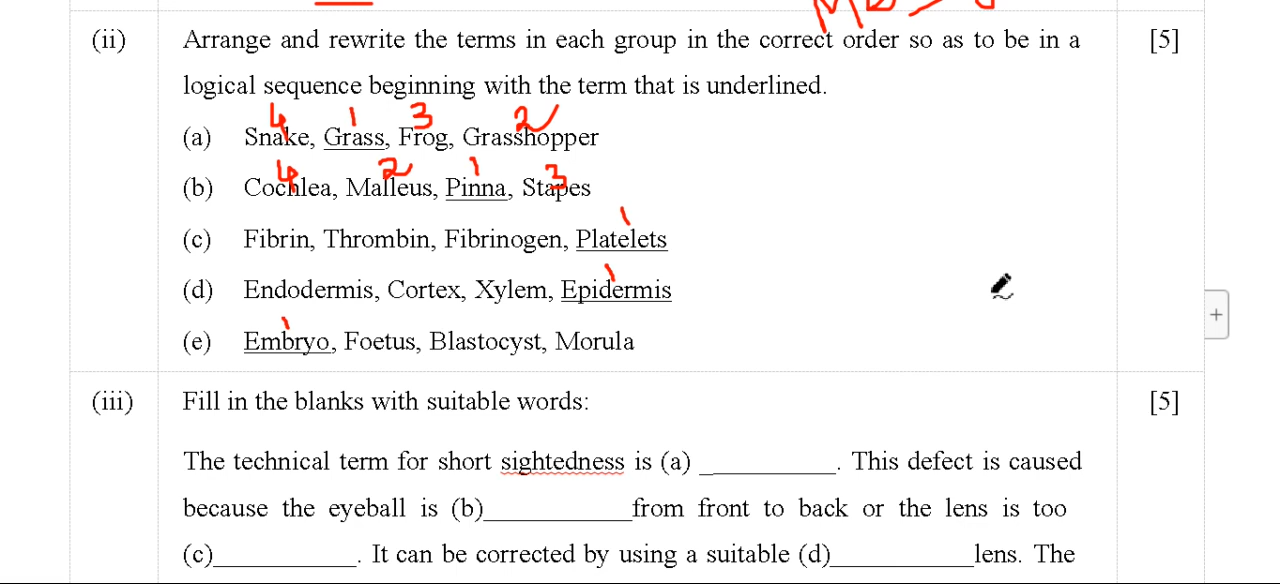 (ii) Arrange and rewrite the terms in each group in the correct order so as to be in a [5]
logical sequence beginning with the term that is underlined.
4 1 3 2
(a) Snake, Grass, Frog, Grasshopper
4 2 1 3
(b) Cochlea, Malleus, Pinna, Stapes
1
(c) Fibrin, Thrombin, Fibrinogen, Platelets
1
(d) Endodermis, Cortex, Xylem, Epidermis
1
(e) Embryo, Foetus, Blastocyst, Morula
(iii) Fill in the blanks with suitable words: [5]
The technical term for short sightedness is (a) __________. This defect is caused
because the eyeball is (b)___________from front to back or the lens is too
(c)___________. It can be corrected by using a suitable (d)___________lens. The